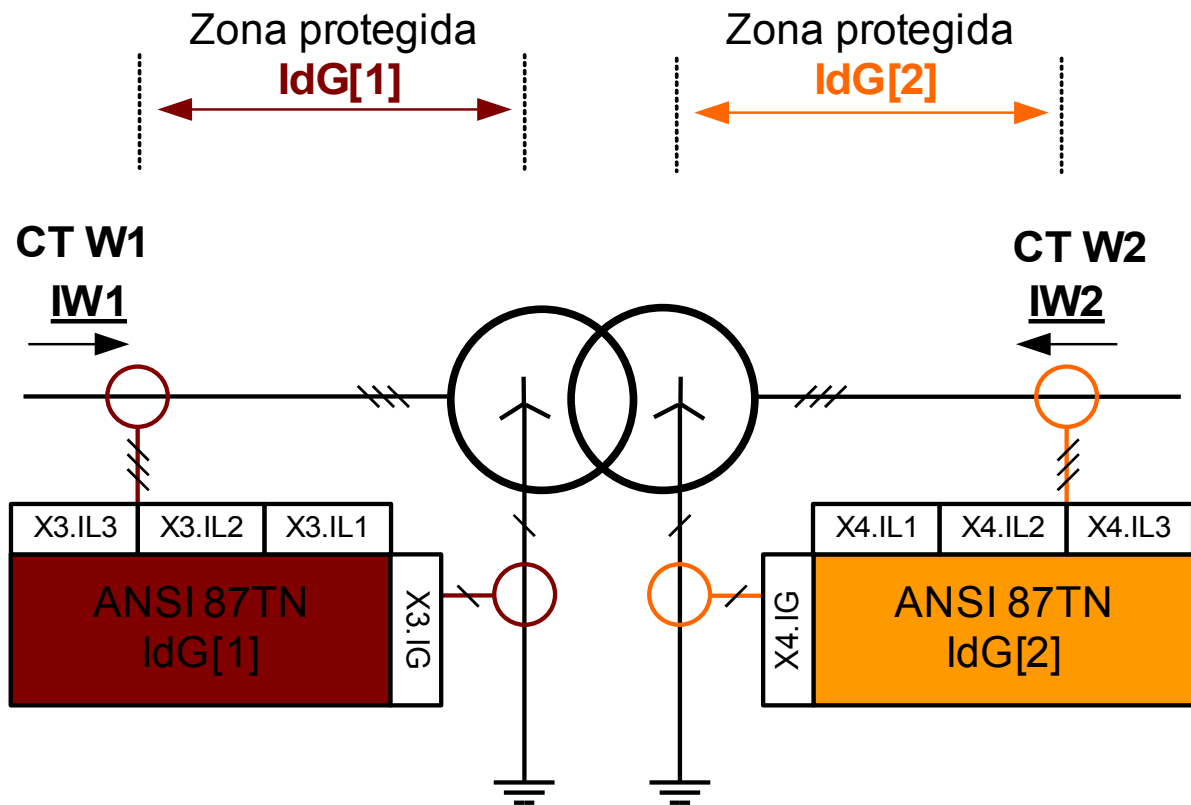 Zona protegida
IdG[1]
Zona protegida
IdG[2]
CT W1
IW1
CT W2
IW2
X3.IL3 X3.IL2 X3.IL1
X4.IL1 X4.IL2 X4.IL3
ANSI 87TN
IdG[1]
X3.IG
X4.IG
ANSI 87TN
IdG[2]